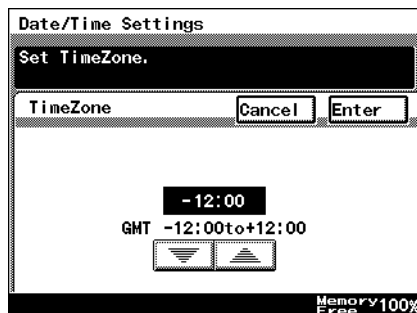 Date/Time Settings
Set TimeZone.
TimeZone
Cancel
Enter
-12:00
GMT -12:00to+12:00
Memory
Free 100%